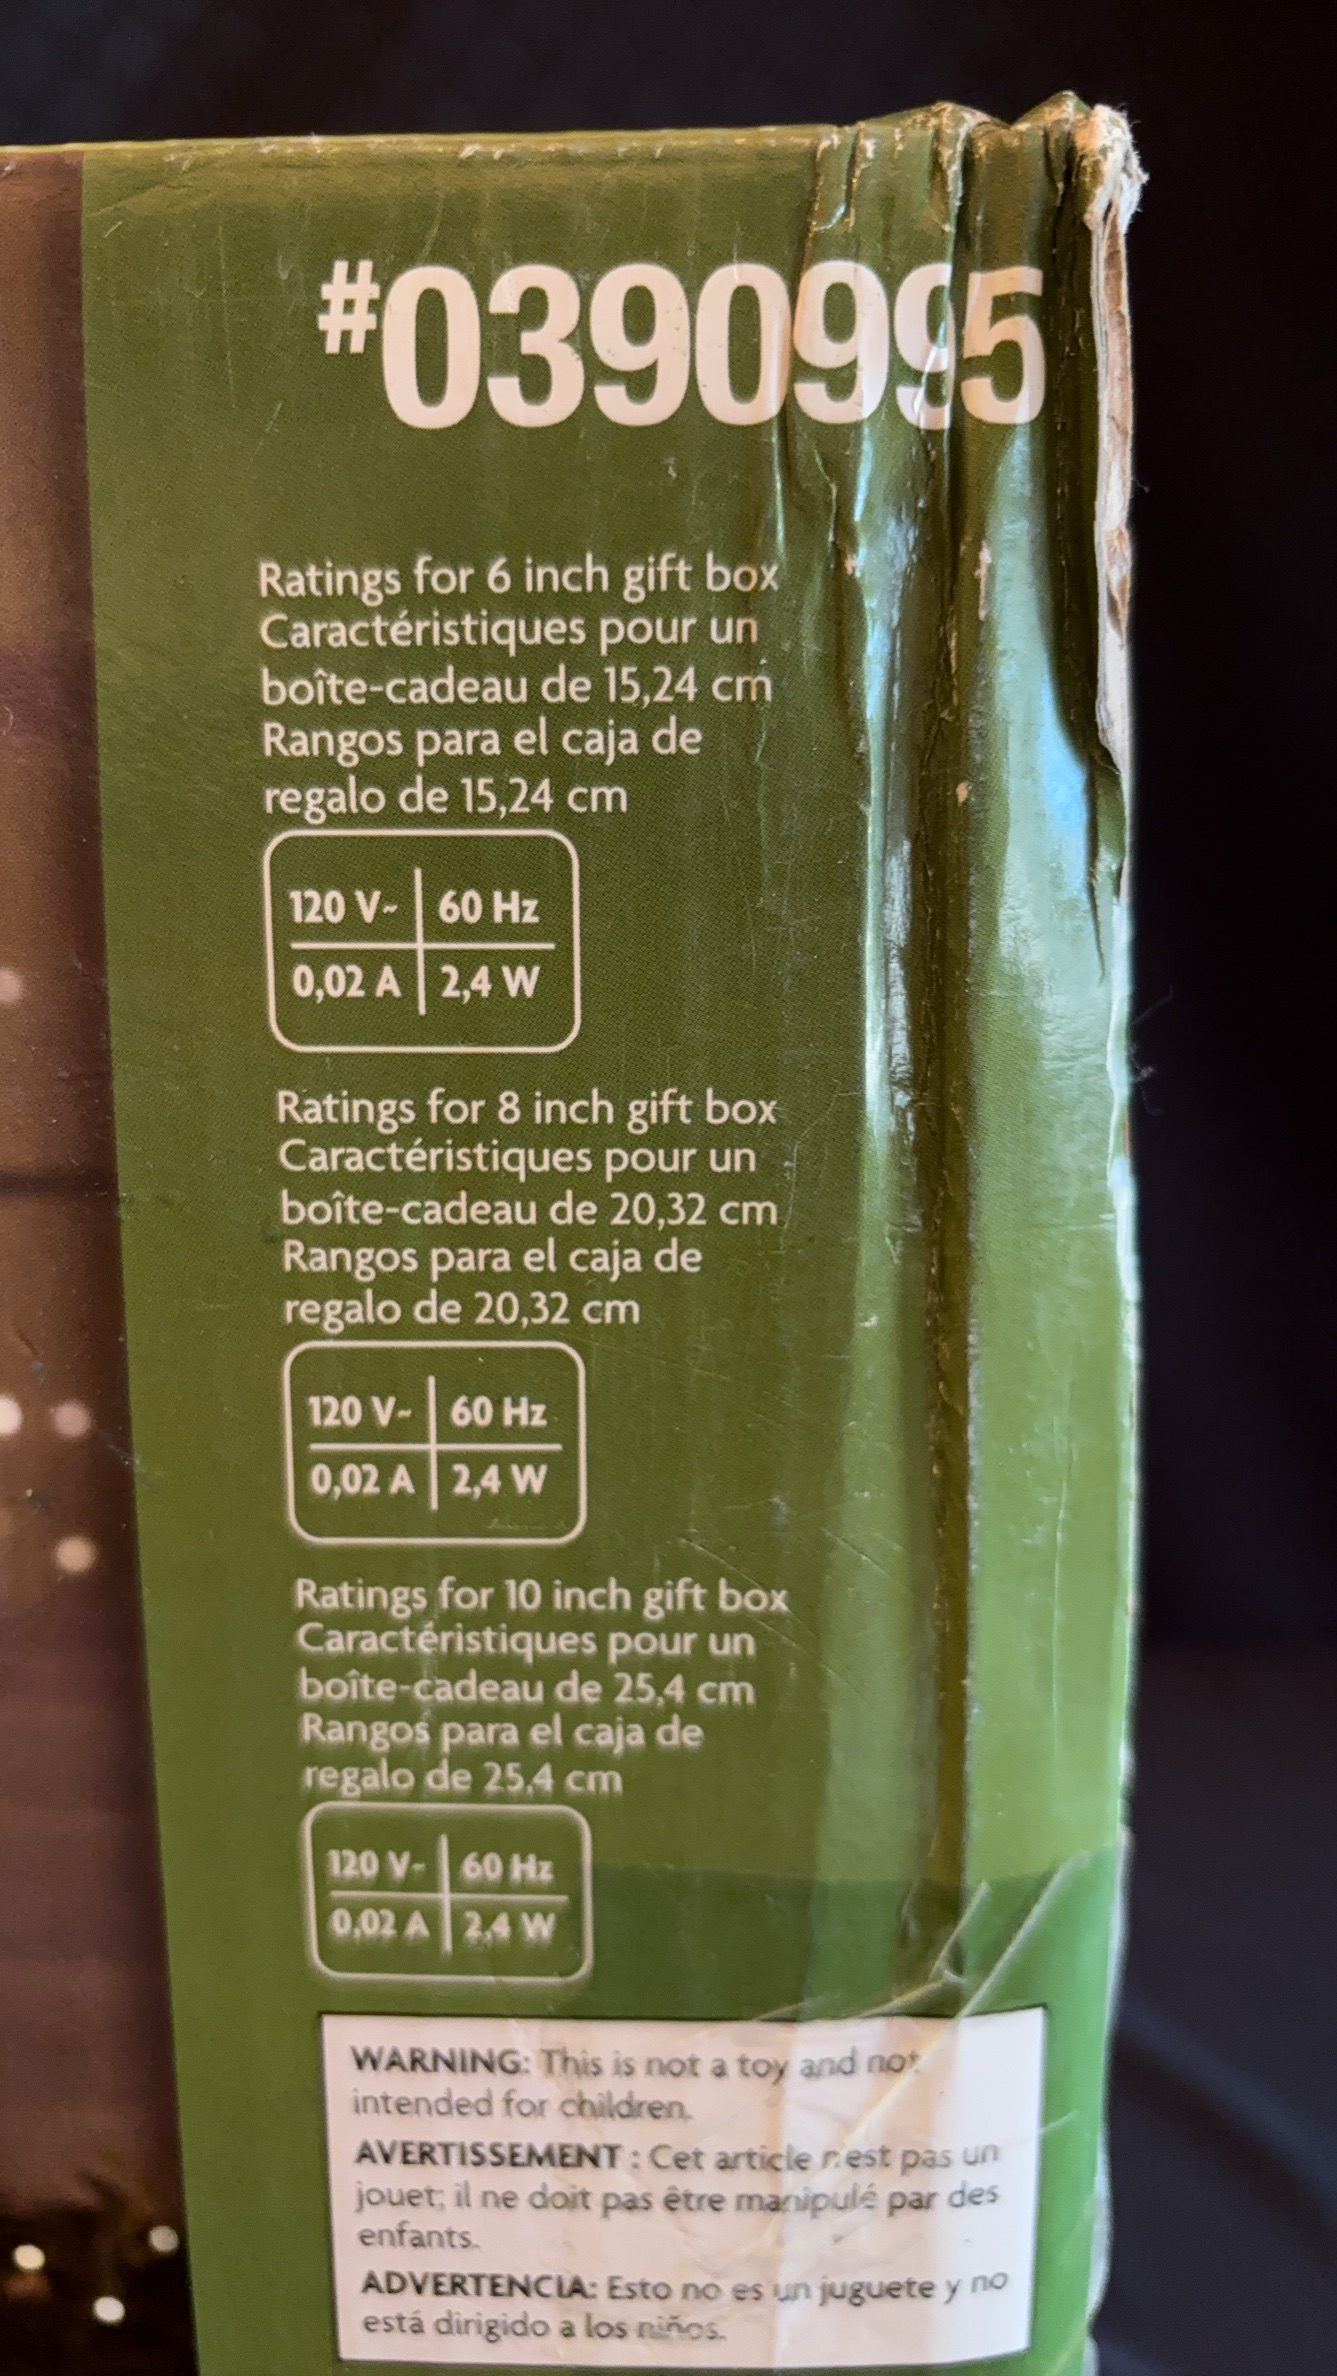 #0390995
Ratings for 6 inch gift box
Caractéristiques pour un
boîte-cadeau de 15,24 cm
Rangos para el caja de
regalo de 15,24 cm
120 V~ 60 Hz
0,02 A 2,4 W
Ratings for 8 inch gift box
Caractéristiques pour un
boîte-cadeau de 20,32 cm
Rangos para el caja de
regalo de 20,32 cm
120 V~ 60 Hz
0,02 A 2,4 W
Ratings for 10 inch gift box
Caractéristiques pour un
boîte-cadeau de 25,4 cm
Rangos para el caja de
regalo de 25,4 cm
120 V~ 60 Hz
0,02 A 2,4 W
WARNING: This is not a toy and not
intended for children.
AVERTISSEMENT : Cet article n'est pas un
jouet; il ne doit pas être manipulé par des
enfants.
ADVERTENCIA: Esto no es un juguete y no
está dirigido a los niños.